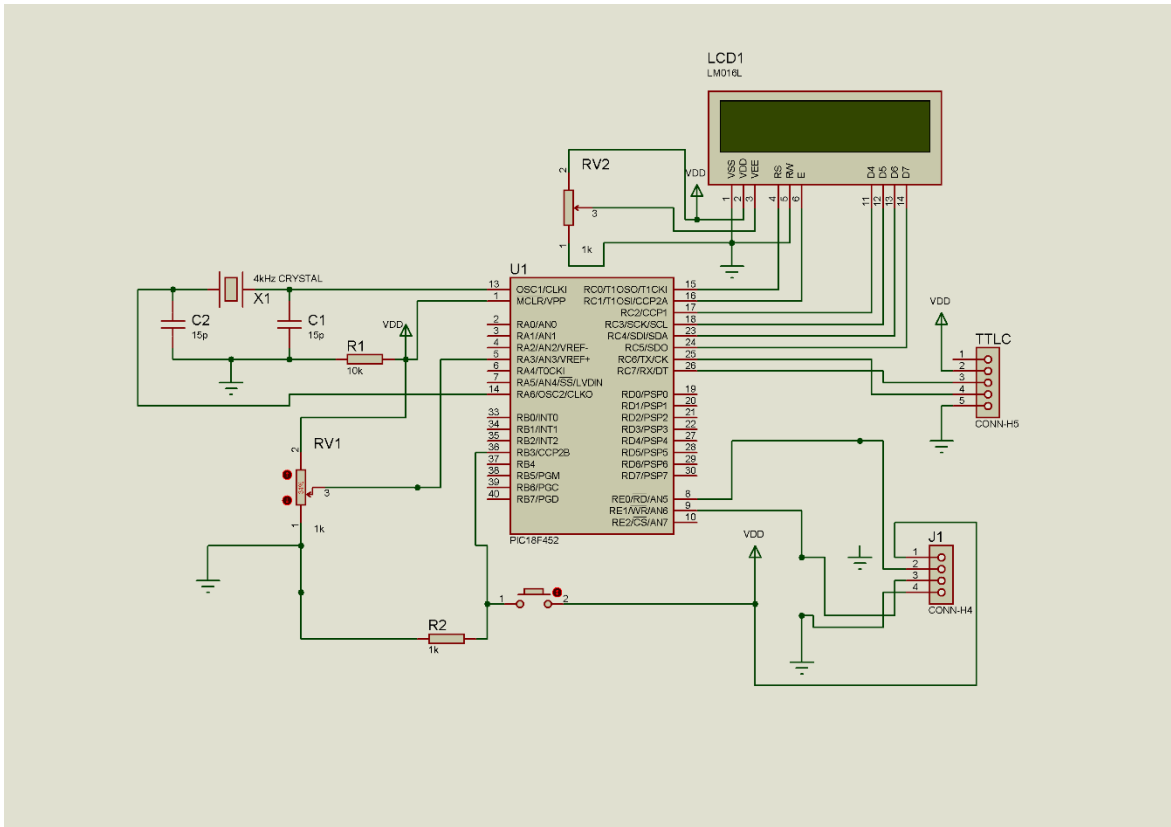 LCD1
LM016L
VSS
VDD
VEE
RS
RW
E
D4
D5
D6
D7
1
2
3
4
5
6
11
12
13
14
VDD
RV2
2
3
1
1k
4kHz CRYSTAL
X1
C2
15p
C1
15p
R1
10k
VDD
U1
13 OSC1/CLKI
1 MCLR/VPP
2 RA0/AN0
3 RA1/AN1
4 RA2/AN2/VREF-
5 RA3/AN3/VREF+
6 RA4/T0CKI
7 RA5/AN4/SS/LVDIN
14 RA6/OSC2/CLKO
33 RB0/INT0
34 RB1/INT1
35 RB2/INT2
36 RB3/CCP2B
37 RB4
38 RB5/PGM
39 RB6/PGC
40 RB7/PGD
RC0/T1OSO/T1CKI 15
RC1/T1OSI/CCP2A 16
RC2/CCP1 17
RC3/SCK/SCL 18
RC4/SDI/SDA 23
RC5/SDO 24
RC6/TX/CK 25
RC7/RX/DT 26
RD0/PSP0 19
RD1/PSP1 20
RD2/PSP2 21
RD3/PSP3 22
RD4/PSP4 27
RD5/PSP5 28
RD6/PSP6 29
RD7/PSP7 30
RE0/RD/AN5 8
RE1/WR/AN6 9
RE2/CS/AN7 10
PIC18F452
VDD
TTLC
1
2
3
4
5
CONN-H5
RV1
2
3
1
1k
VDD
J1
1
2
3
4
CONN-H4
1
2
R2
1k